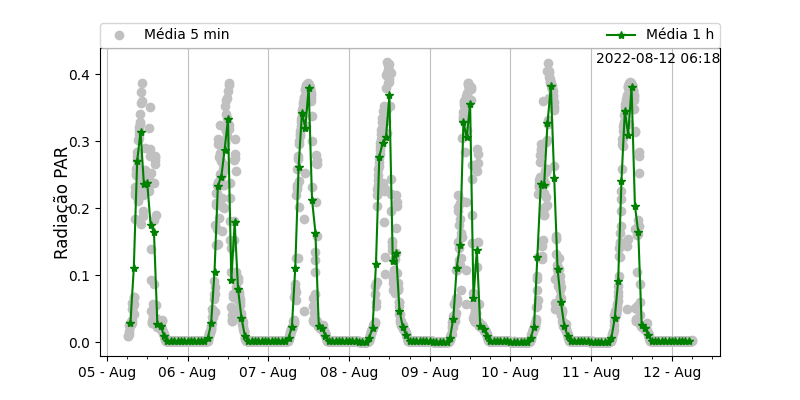 Média 5 min
Média 1 h
2022-08-12 06:18
Radiação PAR
0.4
0.3
0.2
0.1
0.0
05 - Aug
06 - Aug
07 - Aug
08 - Aug
09 - Aug
10 - Aug
11 - Aug
12 - Aug